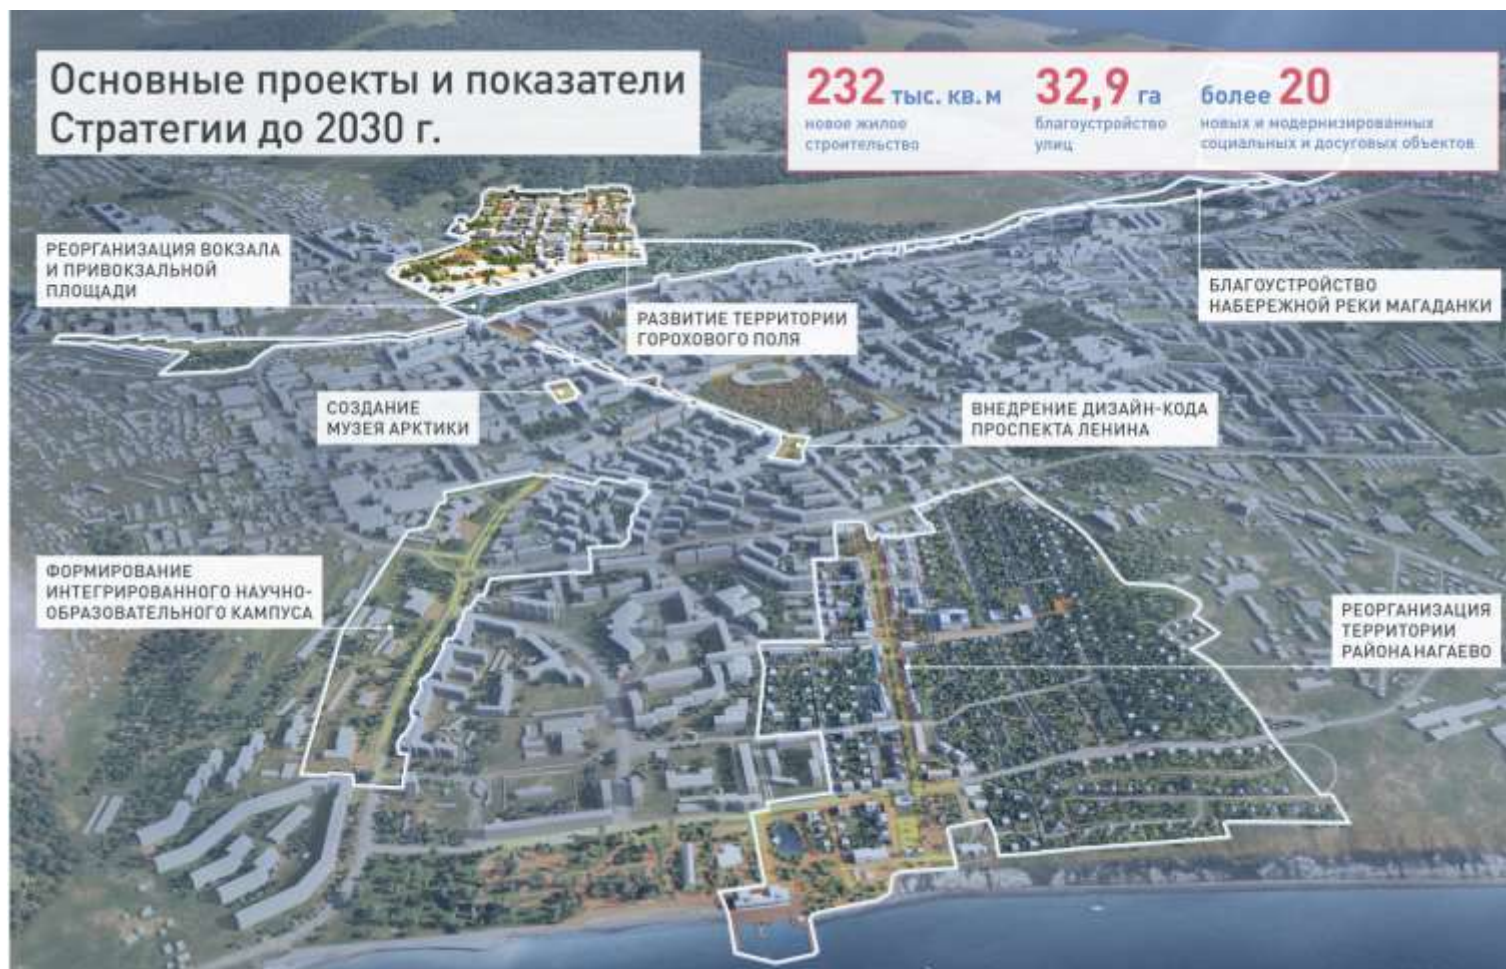 Основные проекты и показатели
Стратегии до 2030 г.
232 тыс. кв. м
новое жилое
строительство
32,9 га
благоустройство
улиц
более 20
новых и модернизированных
социальных и досуговых объектов
РЕОРГАНИЗАЦИЯ ВОКЗАЛА
И ПРИВОКЗАЛЬНОЙ
ПЛОЩАДИ
РАЗВИТИЕ ТЕРРИТОРИИ
ГОРОХОВОГО ПОЛЯ
БЛАГОУСТРОЙСТВО
НАБЕРЕЖНОЙ РЕКИ МАГАДАНКИ
СОЗДАНИЕ
МУЗЕЯ АРКТИКИ
ВНЕДРЕНИЕ ДИЗАЙН-КОДА
ПРОСПЕКТА ЛЕНИНА
ФОРМИРОВАНИЕ
ИНТЕГРИРОВАННОГО НАУЧНО-
ОБРАЗОВАТЕЛЬНОГО КАМПУСА
РЕОРГАНИЗАЦИЯ
ТЕРРИТОРИИ
РАЙОНА НАГАЕВО